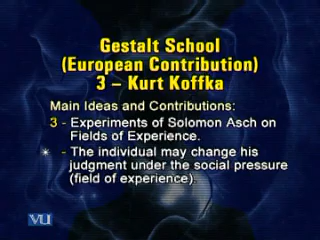 Gestalt School
(European Contribution)
3 – Kurt Koffka
Main Ideas and Contributions:
3 - Experiments of Solomon Asch on
Fields of Experience.
- The individual may change his
judgment under the social pressure
(field of experience).
VU